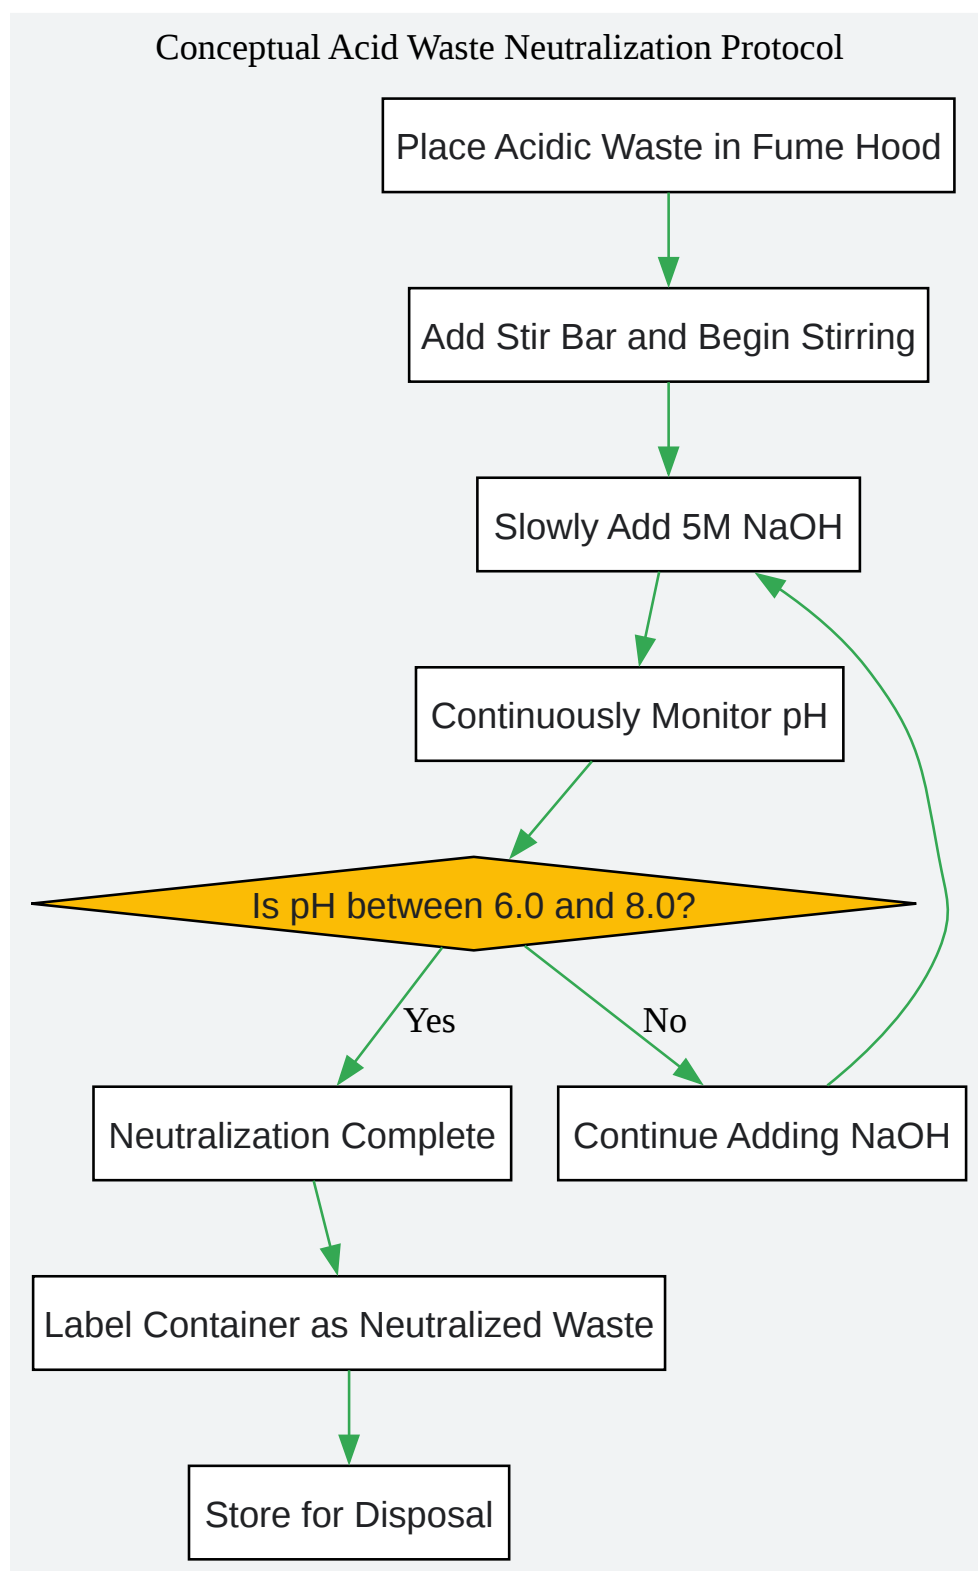 Conceptual Acid Waste Neutralization Protocol
Place Acidic Waste in Fume Hood
Add Stir Bar and Begin Stirring
Slowly Add 5M NaOH
Continuously Monitor pH
Is pH between 6.0 and 8.0?
Yes
No
Neutralization Complete
Continue Adding NaOH
Label Container as Neutralized Waste
Store for Disposal